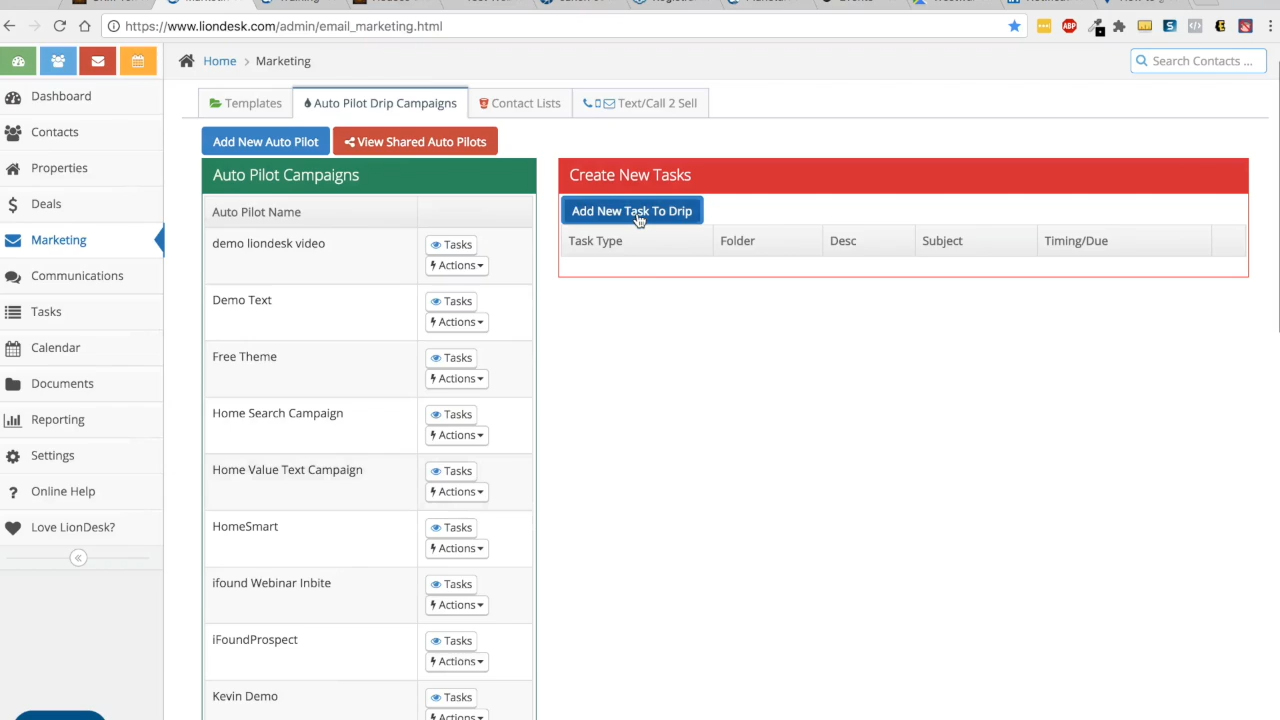 https://www.liondesk.com/admin/email_marketing.html
ABP
Home > Marketing
Search Contacts ...
Dashboard
Contacts
Properties
Deals
Marketing
Communications
Tasks
Calendar
Documents
Reporting
Settings
Online Help
Love LionDesk?
Templates
Auto Pilot Drip Campaigns
Contact Lists
Text/Call 2 Sell
Add New Auto Pilot
View Shared Auto Pilots
Auto Pilot Campaigns
Auto Pilot Name
demo liondesk video
Tasks
Actions
Demo Text
Tasks
Actions
Free Theme
Tasks
Actions
Home Search Campaign
Tasks
Actions
Home Value Text Campaign
Tasks
Actions
HomeSmart
Tasks
Actions
ifound Webinar Inbite
Tasks
Actions
iFoundProspect
Tasks
Actions
Kevin Demo
Tasks
Actions
Create New Tasks
Add New Task To Drip
Task Type
Folder
Desc
Subject
Timing/Due